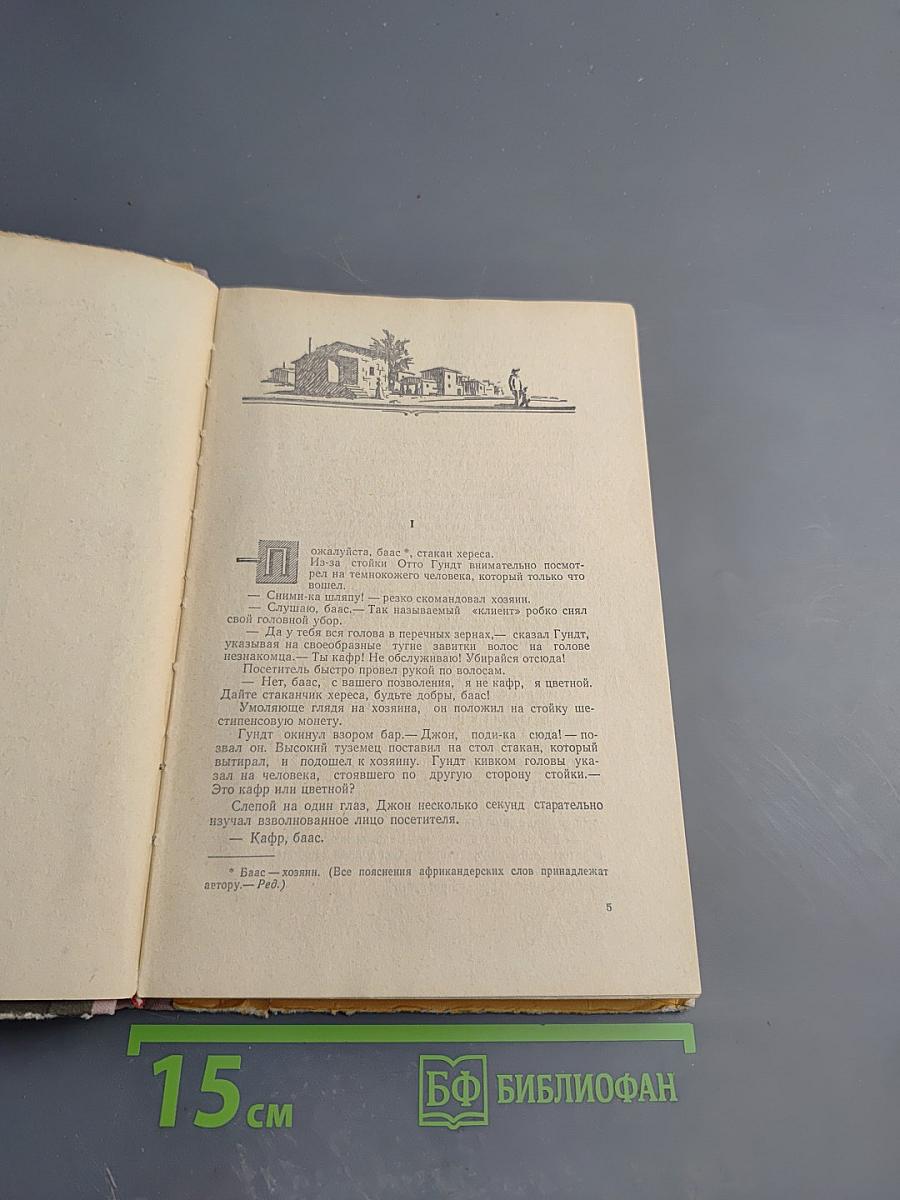 I
Пожалуйста, баас *, стакан хереса.
Из-за стойки Отто Гундт внимательно посмот-
рел на темнокожего человека, который только что
вошел.
— Сними-ка шляпу! — резко скомандовал хозяин.
— Слушаю, баас.— Так называемый «клиент» робко снял
свой головной убор.
— Да у тебя вся голова в перечных зернах,— сказал Гундт,
указывая на своеобразные тугие завитки волос на голове
незнакомца.— Ты кафр! Не обслуживаю! Убирайся отсюда!
Посетитель быстро провел рукой по волосам.
— Нет, баас, с вашего позволения, я не кафр, я цветной.
Дайте стаканчик хереса, будьте добры, баас!
Умоляюще глядя на хозяина, он положил на стойку ше-
стипенсовую монету.
Гундт окинул взором бар.— Джон, поди-ка сюда! — по-
звал он. Высокий туземец поставил на стол стакан, который
вытирал, и подошел к хозяину. Гундт кивком головы ука-
зал на человека, стоявшего по другую сторону стойки.—
Это кафр или цветной?
Слепой на один глаз, Джон несколько секунд старательно
изучал взволнованное лицо посетителя.
— Кафр, баас.
* Баас — хозяин. (Все пояснения африкандерских слов принадлежат
автору.— Ред.)
5
15 см
БФ БИБЛИОФАН